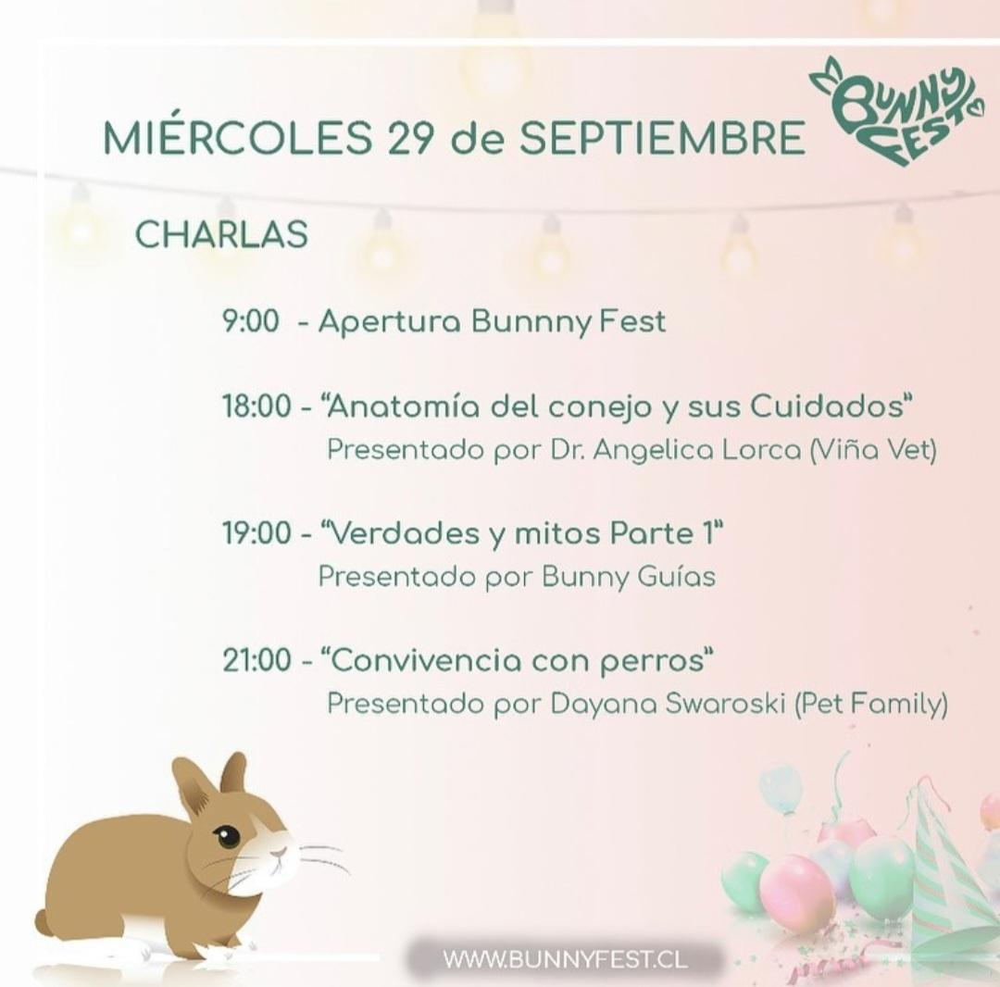 BUNNY
FEST
MIÉRCOLES 29 de SEPTIEMBRE
CHARLAS
9:00 - Apertura Bunnny Fest
18:00 - “Anatomía del conejo y sus Cuidados”
Presentado por Dr. Angelica Lorca (Viña Vet)
19:00 - “Verdades y mitos Parte 1”
Presentado por Bunny Guías
21:00 - “Convivencia con perros”
Presentado por Dayana Swaroski (Pet Family)
WWW.BUNNYFEST.CL